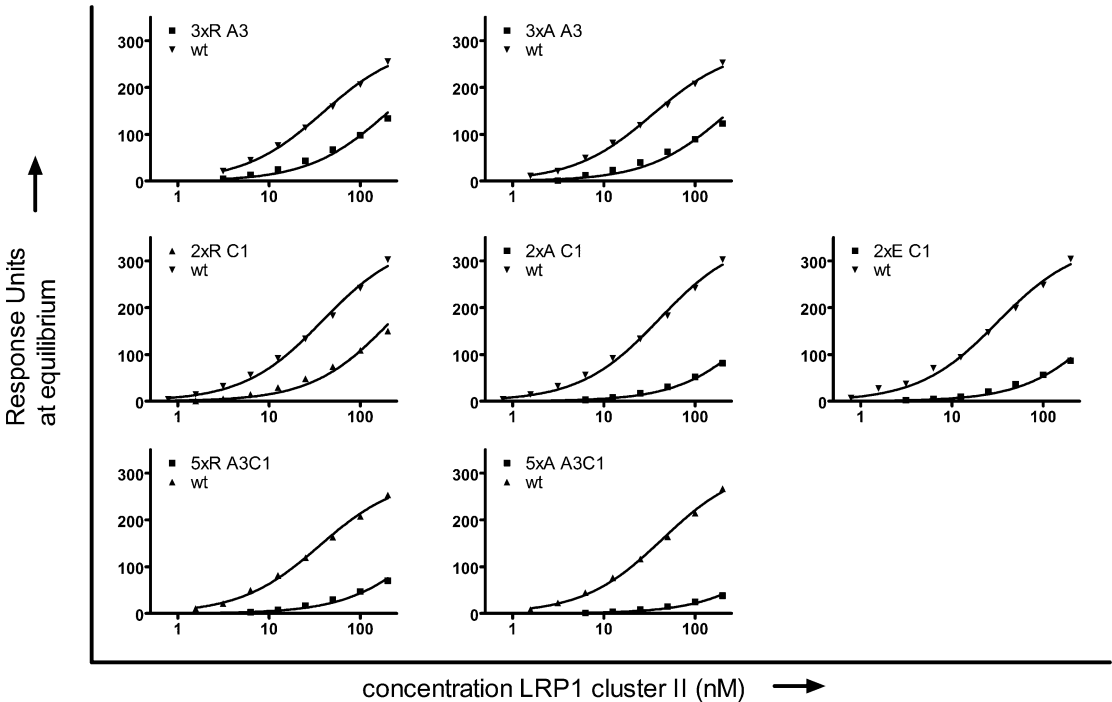 3xR A3
wt
300
200
100
0
1 10 100
3xA A3
wt
300
200
100
0
1 10 100
2xR C1
wt
300
200
100
0
1 10 100
2xA C1
wt
300
200
100
0
1 10 100
2xE C1
wt
300
200
100
0
1 10 100
5xR A3C1
wt
300
200
100
0
1 10 100
5xA A3C1
wt
300
200
100
0
1 10 100
Response Units
at equilibrium
concentration LRP1 cluster II (nM)